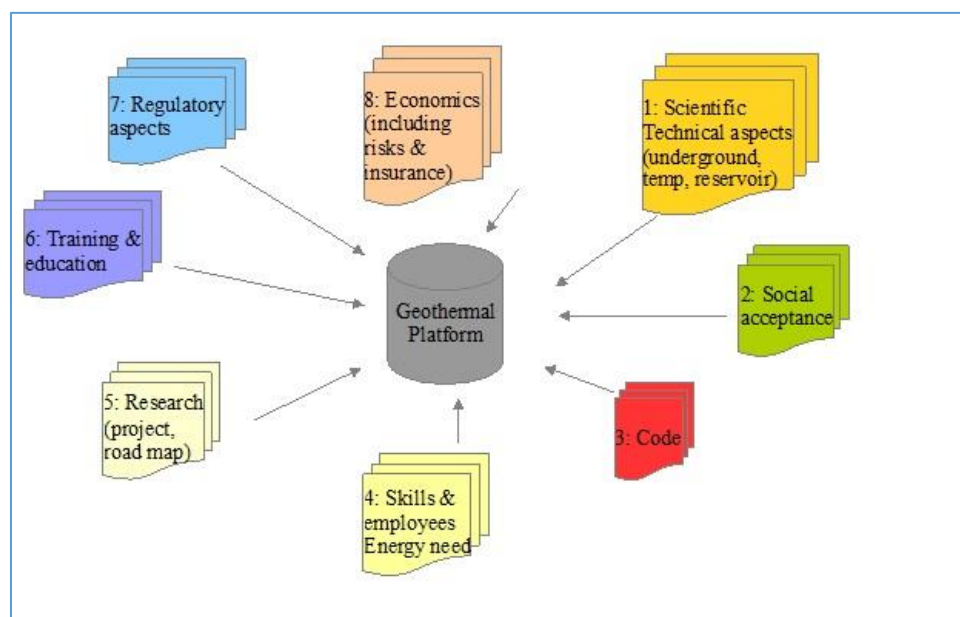 7: Regulatory
aspects
8: Economics
(including
risks &
insurance)
1: Scientific
Technical aspects
(underground,
temp, reservoir)
6: Training &
education
Geothermal
Platform
2: Social
acceptance
5: Research
(project,
road map)
3: Code
4: Skills &
employees
Energy need